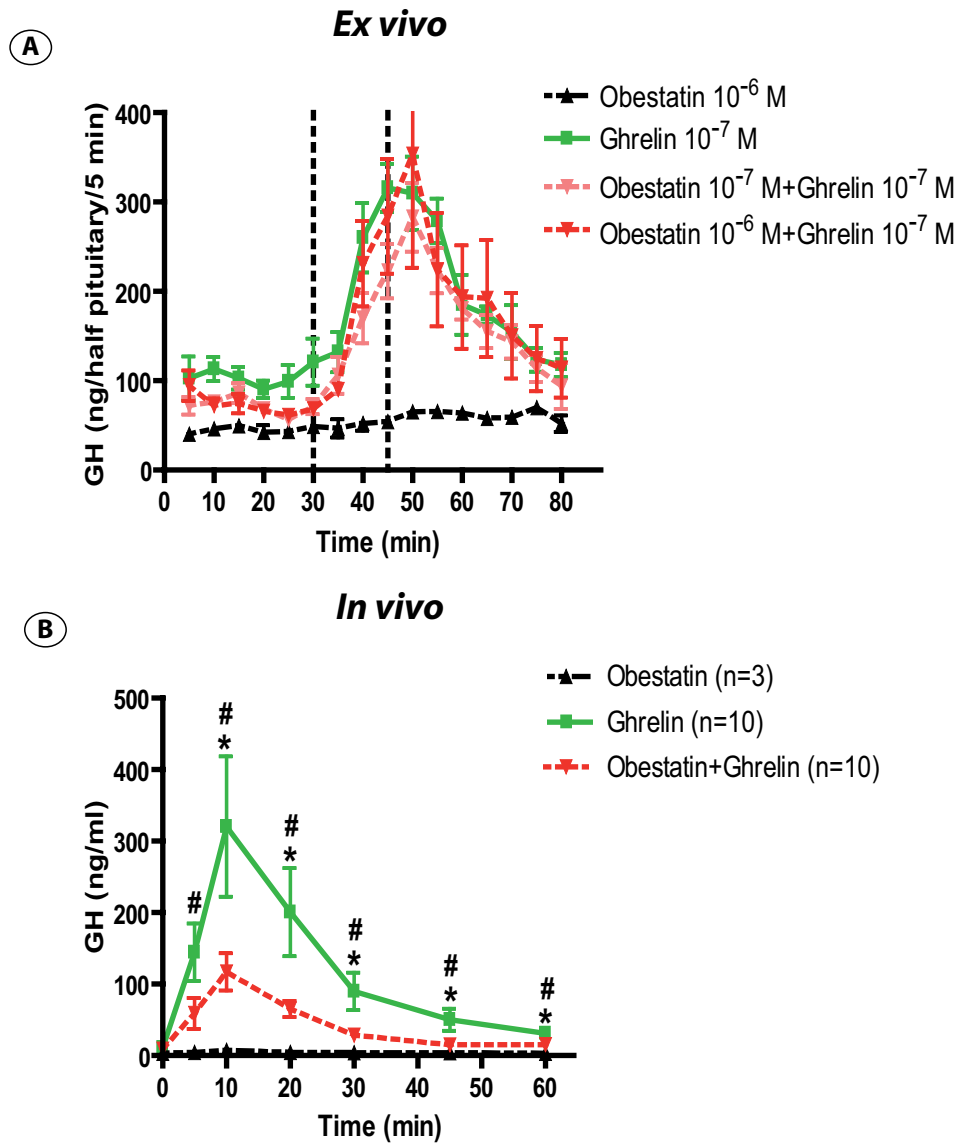 Ex vivo
A
Obestatin 10⁻⁶ M
Ghrelin 10⁻⁷ M
Obestatin 10⁻⁷ M+Ghrelin 10⁻⁷ M
Obestatin 10⁻⁶ M+Ghrelin 10⁻⁷ M
GH (ng/half pituitary/5 min)
400
300
200
100
0
0 10 20 30 40 50 60 70 80
Time (min)
In vivo
B
Obestatin (n=3)
Ghrelin (n=10)
Obestatin+Ghrelin (n=10)
GH (ng/ml)
500
400
300
200
100
0
# # # # # #
* * * * *
0 10 20 30 40 50 60
Time (min)